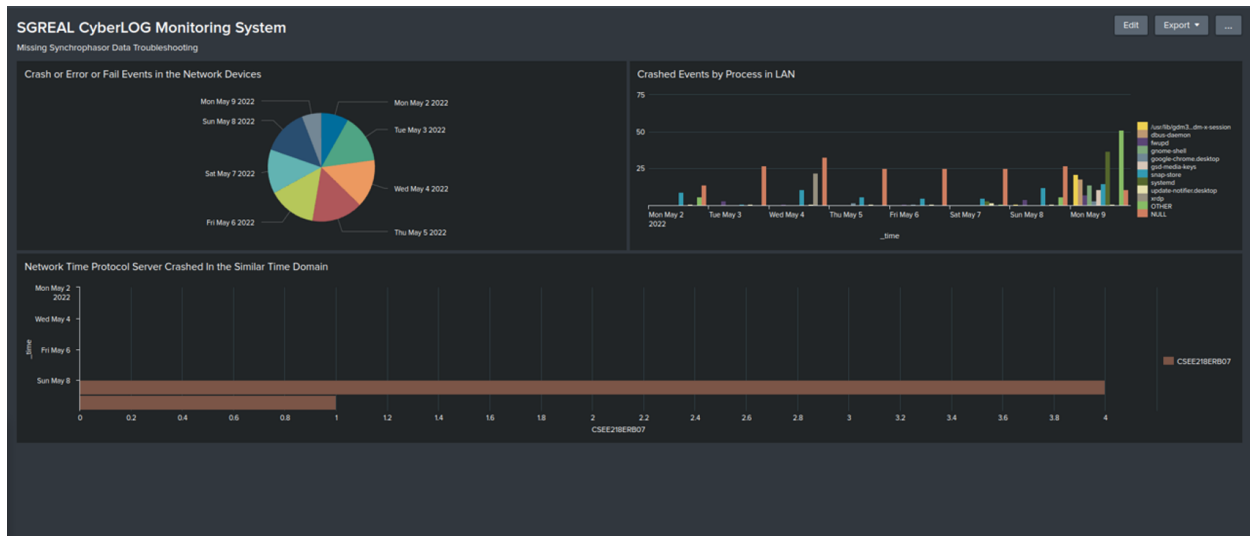 SGREAL CyberLOG Monitoring System
Edit
Export
...
Missing Synchrophasor Data Troubleshooting
Crash or Error or Fail Events in the Network Devices
Mon May 9 2022
Mon May 2 2022
Sun May 8 2022
Tue May 3 2022
Sat May 7 2022
Wed May 4 2022
Fri May 6 2022
Thu May 5 2022
Crashed Events by Process in LAN
75
50
25
Mon May 2
2022
Tue May 3
Wed May 4
Thu May 5
Fri May 6
Sat May 7
Sun May 8
Mon May 9
_time
/usr/lib/gdm3...dm-x-session
dbus-daemon
fwupd
gnome-shell
google-chrome.desktop
gsd-media-keys
snap-store
systemd
update-notifier.desktop
xrdp
OTHER
NULL
Network Time Protocol Server Crashed In the Similar Time Domain
Mon May 2
2022
Wed May 4
Fri May 6
Sun May 8
_time
0 0.2 0.4 0.6 0.8 1 1.2 1.4 1.6 1.8 2 2.2 2.4 2.6 2.8 3 3.2 3.4 3.6 3.8 4
CSEE218ERB07
CSEE218ERB07